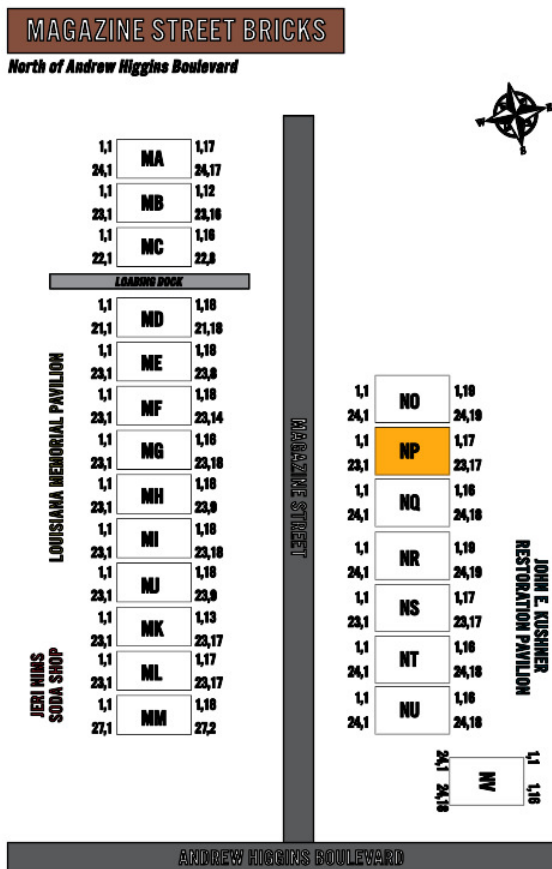 MAGAZINE STREET BRICKS
North of Andrew Higgins Boulevard
N
W
E
S
1,1 MA 1,17
24,1 24,17
1,1 MB 1,12
23,1 23,16
1,1 MC 1,16
22,1 22,8
LOADING DOCK
1,1 MD 1,18
21,1 21,18
1,1 ME 1,18
23,1 23,8
1,1 MF 1,18
23,1 23,14
1,1 MG 1,16
23,1 23,18
1,1 MH 1,18
23,1 23,9
1,1 MI 1,18
23,1 23,18
1,1 MJ 1,18
23,1 23,9
1,1 MK 1,13
23,1 23,17
1,1 ML 1,17
23,1 23,17
1,1 MM 1,18
27,1 27,2
LOUISIANA MEMORIAL PAVILION
JERI NIMS
SODA SHOP
MAGAZINE STREET
1,1 NO 1,19
24,1 24,19
1,1 NP 1,17
23,1 23,17
1,1 NQ 1,16
24,1 24,18
1,1 NR 1,19
24,1 24,19
1,1 NS 1,17
23,1 23,17
1,1 NT 1,16
24,1 24,18
1,1 NU 1,16
24,1 24,18
JOHN E. KUSHNER
RESTORATION PAVILION
1,1 NV 1,16
24,1 24,18
ANDREW HIGGINS BOULEVARD